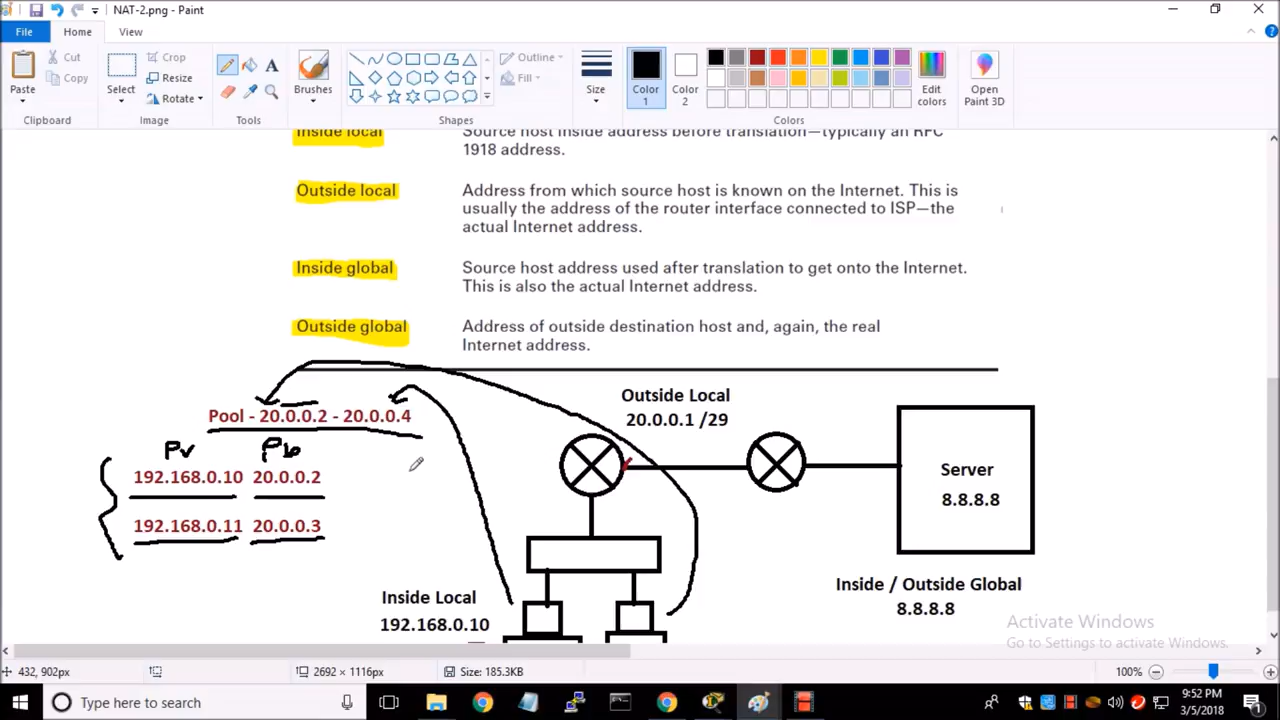 NAT-2.png - Paint
File
Home
View
Paste
Cut
Copy
Clipboard
Select
Crop
Resize
Rotate
Image
Tools
Brushes
Shapes
Outline
Fill
Size
Color 1
Color 2
Edit colors
Open Paint 3D
Colors
Inside local
Source host inside address before translation—typically an RFC
1918 address.
Outside local
Address from which source host is known on the Internet. This is
usually the address of the router interface connected to ISP—the
actual Internet address.
Inside global
Source host address used after translation to get onto the Internet.
This is also the actual Internet address.
Outside global
Address of outside destination host and, again, the real
Internet address.
Pool - 20.0.0.2 - 20.0.0.4
Pv Pb
192.168.0.10 20.0.0.2
192.168.0.11 20.0.0.3
Outside Local
20.0.0.1 /29
Server
8.8.8.8
Inside Local
192.168.0.10
Inside / Outside Global
8.8.8.8
Activate Windows
Go to Settings to activate Windows.
432, 902px
2692 × 1116px
Size: 185.3KB
100%
Type here to search
9:52 PM
3/5/2018